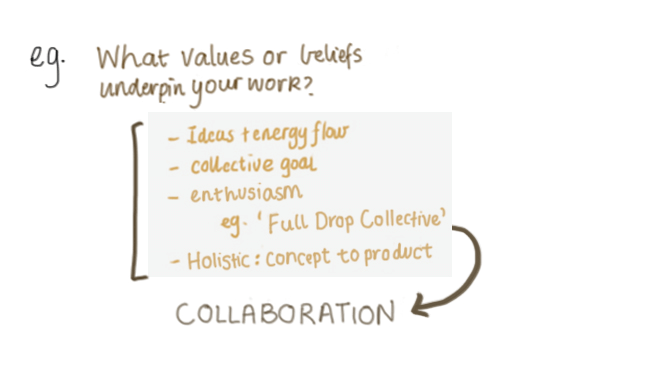 eg. What values or beliefs
underpin your work?
- Ideas + energy flow
- collective goal
- enthusiasm
eg. 'Full Drop Collective'
- Holistic : concept to product
COLLABORATION